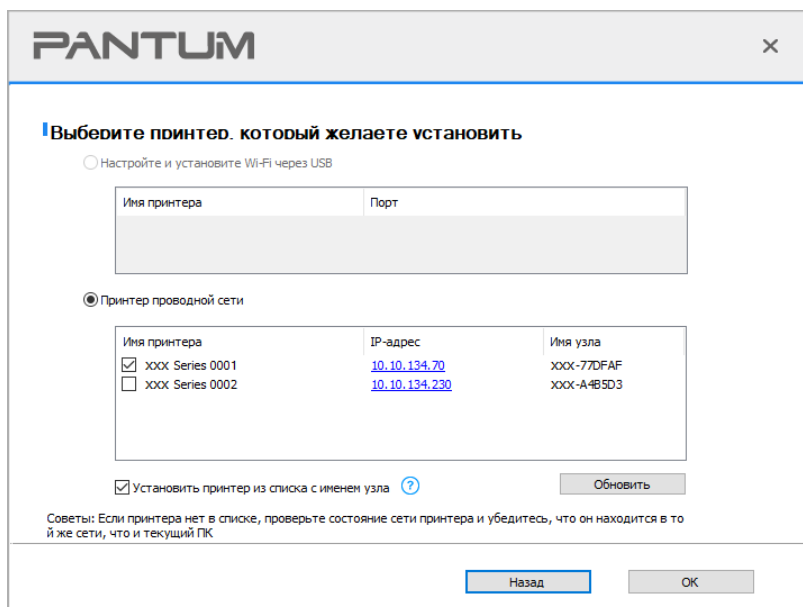 PANTUM
Выберите принтер, который желаете установить
Настройте и установите Wi-Fi через USB
Имя принтера Порт
Принтер проводной сети
Имя принтера IP-адрес Имя узла
XXX Series 0001 10.10.134.70 XXX-77DFAF
XXX Series 0002 10.10.134.230 XXX-A4B5D3
Установить принтер из списка с именем узла ?
Обновить
Советы: Если принтера нет в списке, проверьте состояние сети принтера и убедитесь, что он находится в то
й же сети, что и текущий ПК
Назад OK